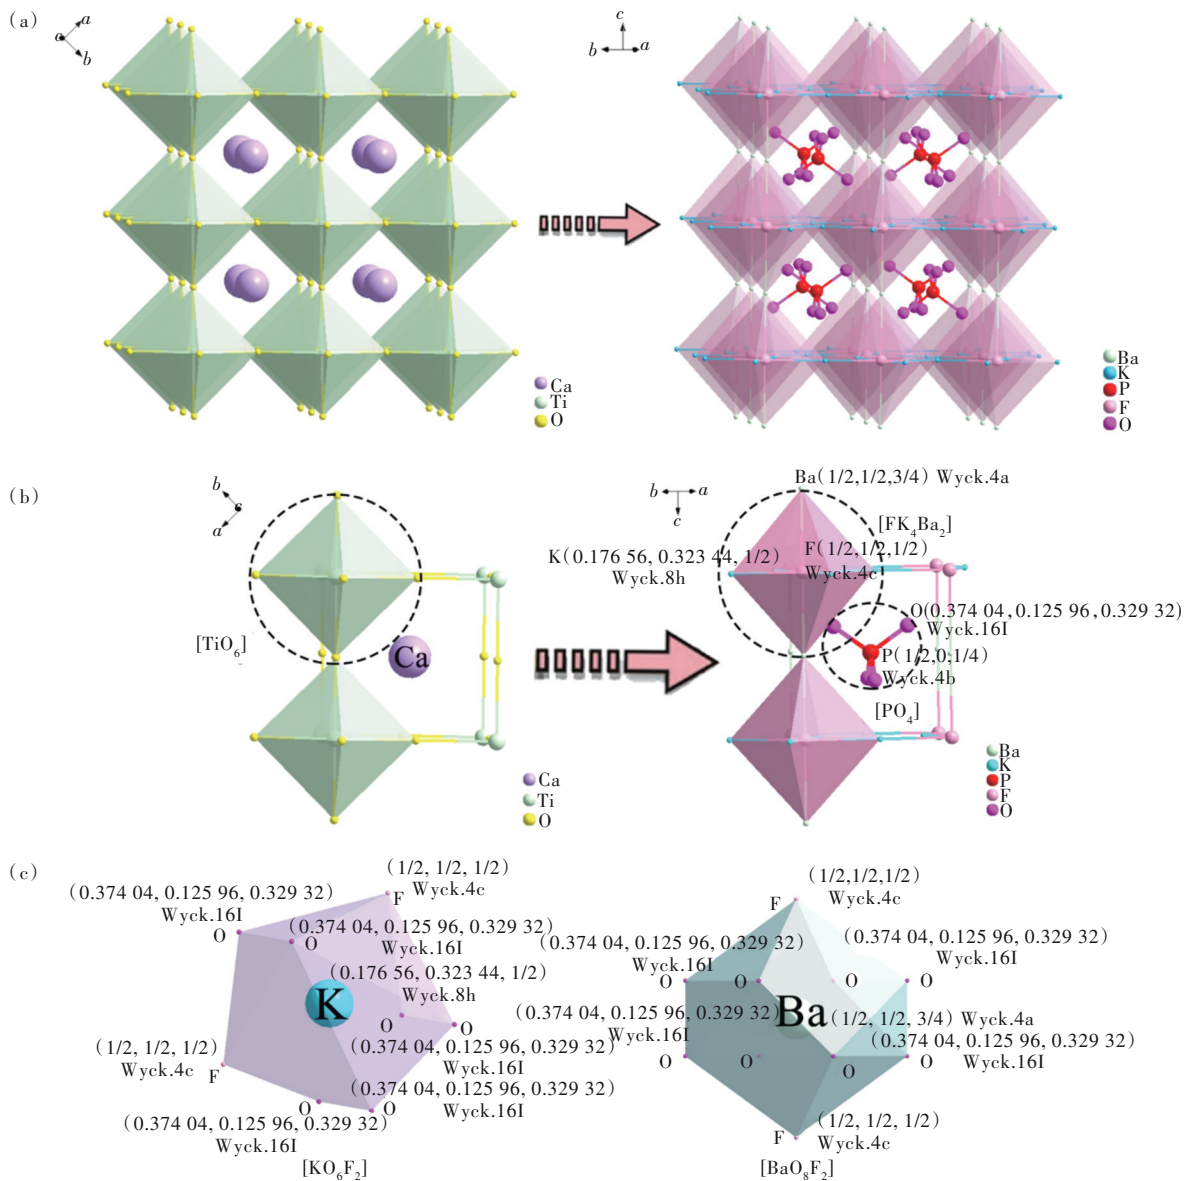 (a)
a
c
b
c
b
a
Ca
Ti
O
Ba
K
P
F
O
(b)
b
c
a
b
a
c
Ba(1/2,1/2,3/4) Wyck.4a
[FK4Ba2]
K(0.176 56, 0.323 44, 1/2)
Wyck.8h
F(1/2,1/2,1/2)
Wyck.4c
O(0.374 04, 0.125 96, 0.329 32)
Wyck.16I
[TiO6]
Ca
P(1/2,0,1/4)
Wyck.4b
[PO4]
Ca
Ti
O
Ba
K
P
F
O
(c)
(1/2, 1/2, 1/2)
Wyck.4c
F
(0.374 04, 0.125 96, 0.329 32)
Wyck.16I
O
(0.374 04, 0.125 96, 0.329 32)
Wyck.16I
O
(0.176 56, 0.323 44, 1/2)
Wyck.8h
K
O
O
(0.374 04, 0.125 96, 0.329 32)
Wyck.16I
(1/2, 1/2, 1/2)
Wyck.4c
F
(0.374 04, 0.125 96, 0.329 32)
Wyck.16I
O
O
(0.374 04, 0.125 96, 0.329 32)
Wyck.16I
[KO6F2]
(1/2,1/2,1/2)
Wyck.4c
F
(0.374 04, 0.125 96, 0.329 32)
Wyck.16I
(0.374 04, 0.125 96, 0.329 32)
Wyck.16I
O
O
O
O
(0.374 04, 0.125 96, 0.329 32)
Wyck.16I
Ba
(1/2, 1/2, 3/4) Wyck.4a
(0.374 04, 0.125 96, 0.329 32)
Wyck.16I
O
O
O
O
(1/2, 1/2, 1/2)
Wyck.4c
F
[BaO8F2]